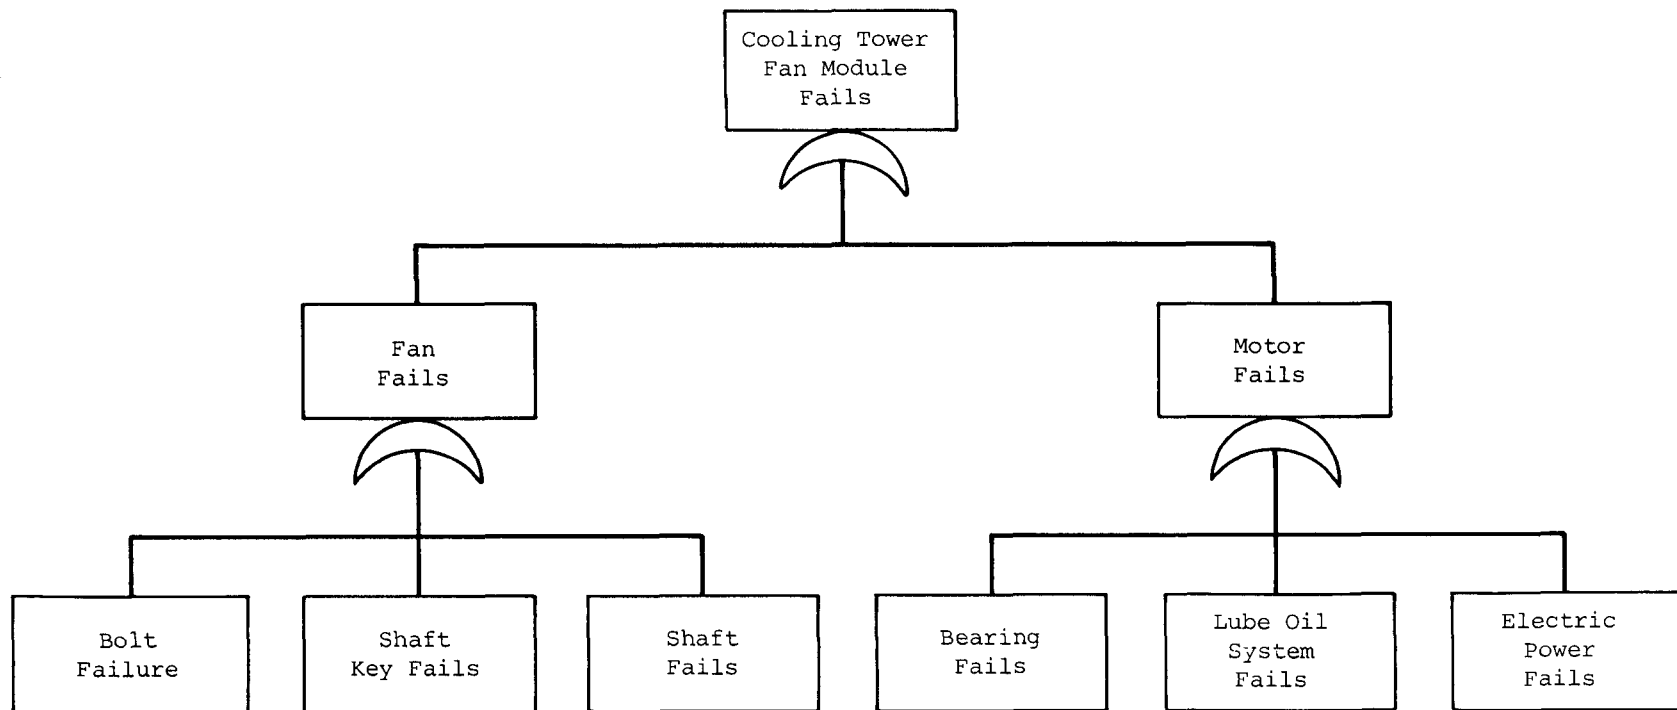 Cooling Tower
Fan Module
Fails
Fan
Fails
Motor
Fails
Bolt
Failure
Shaft
Key Fails
Shaft
Fails
Bearing
Fails
Lube Oil
System
Fails
Electric
Power
Fails